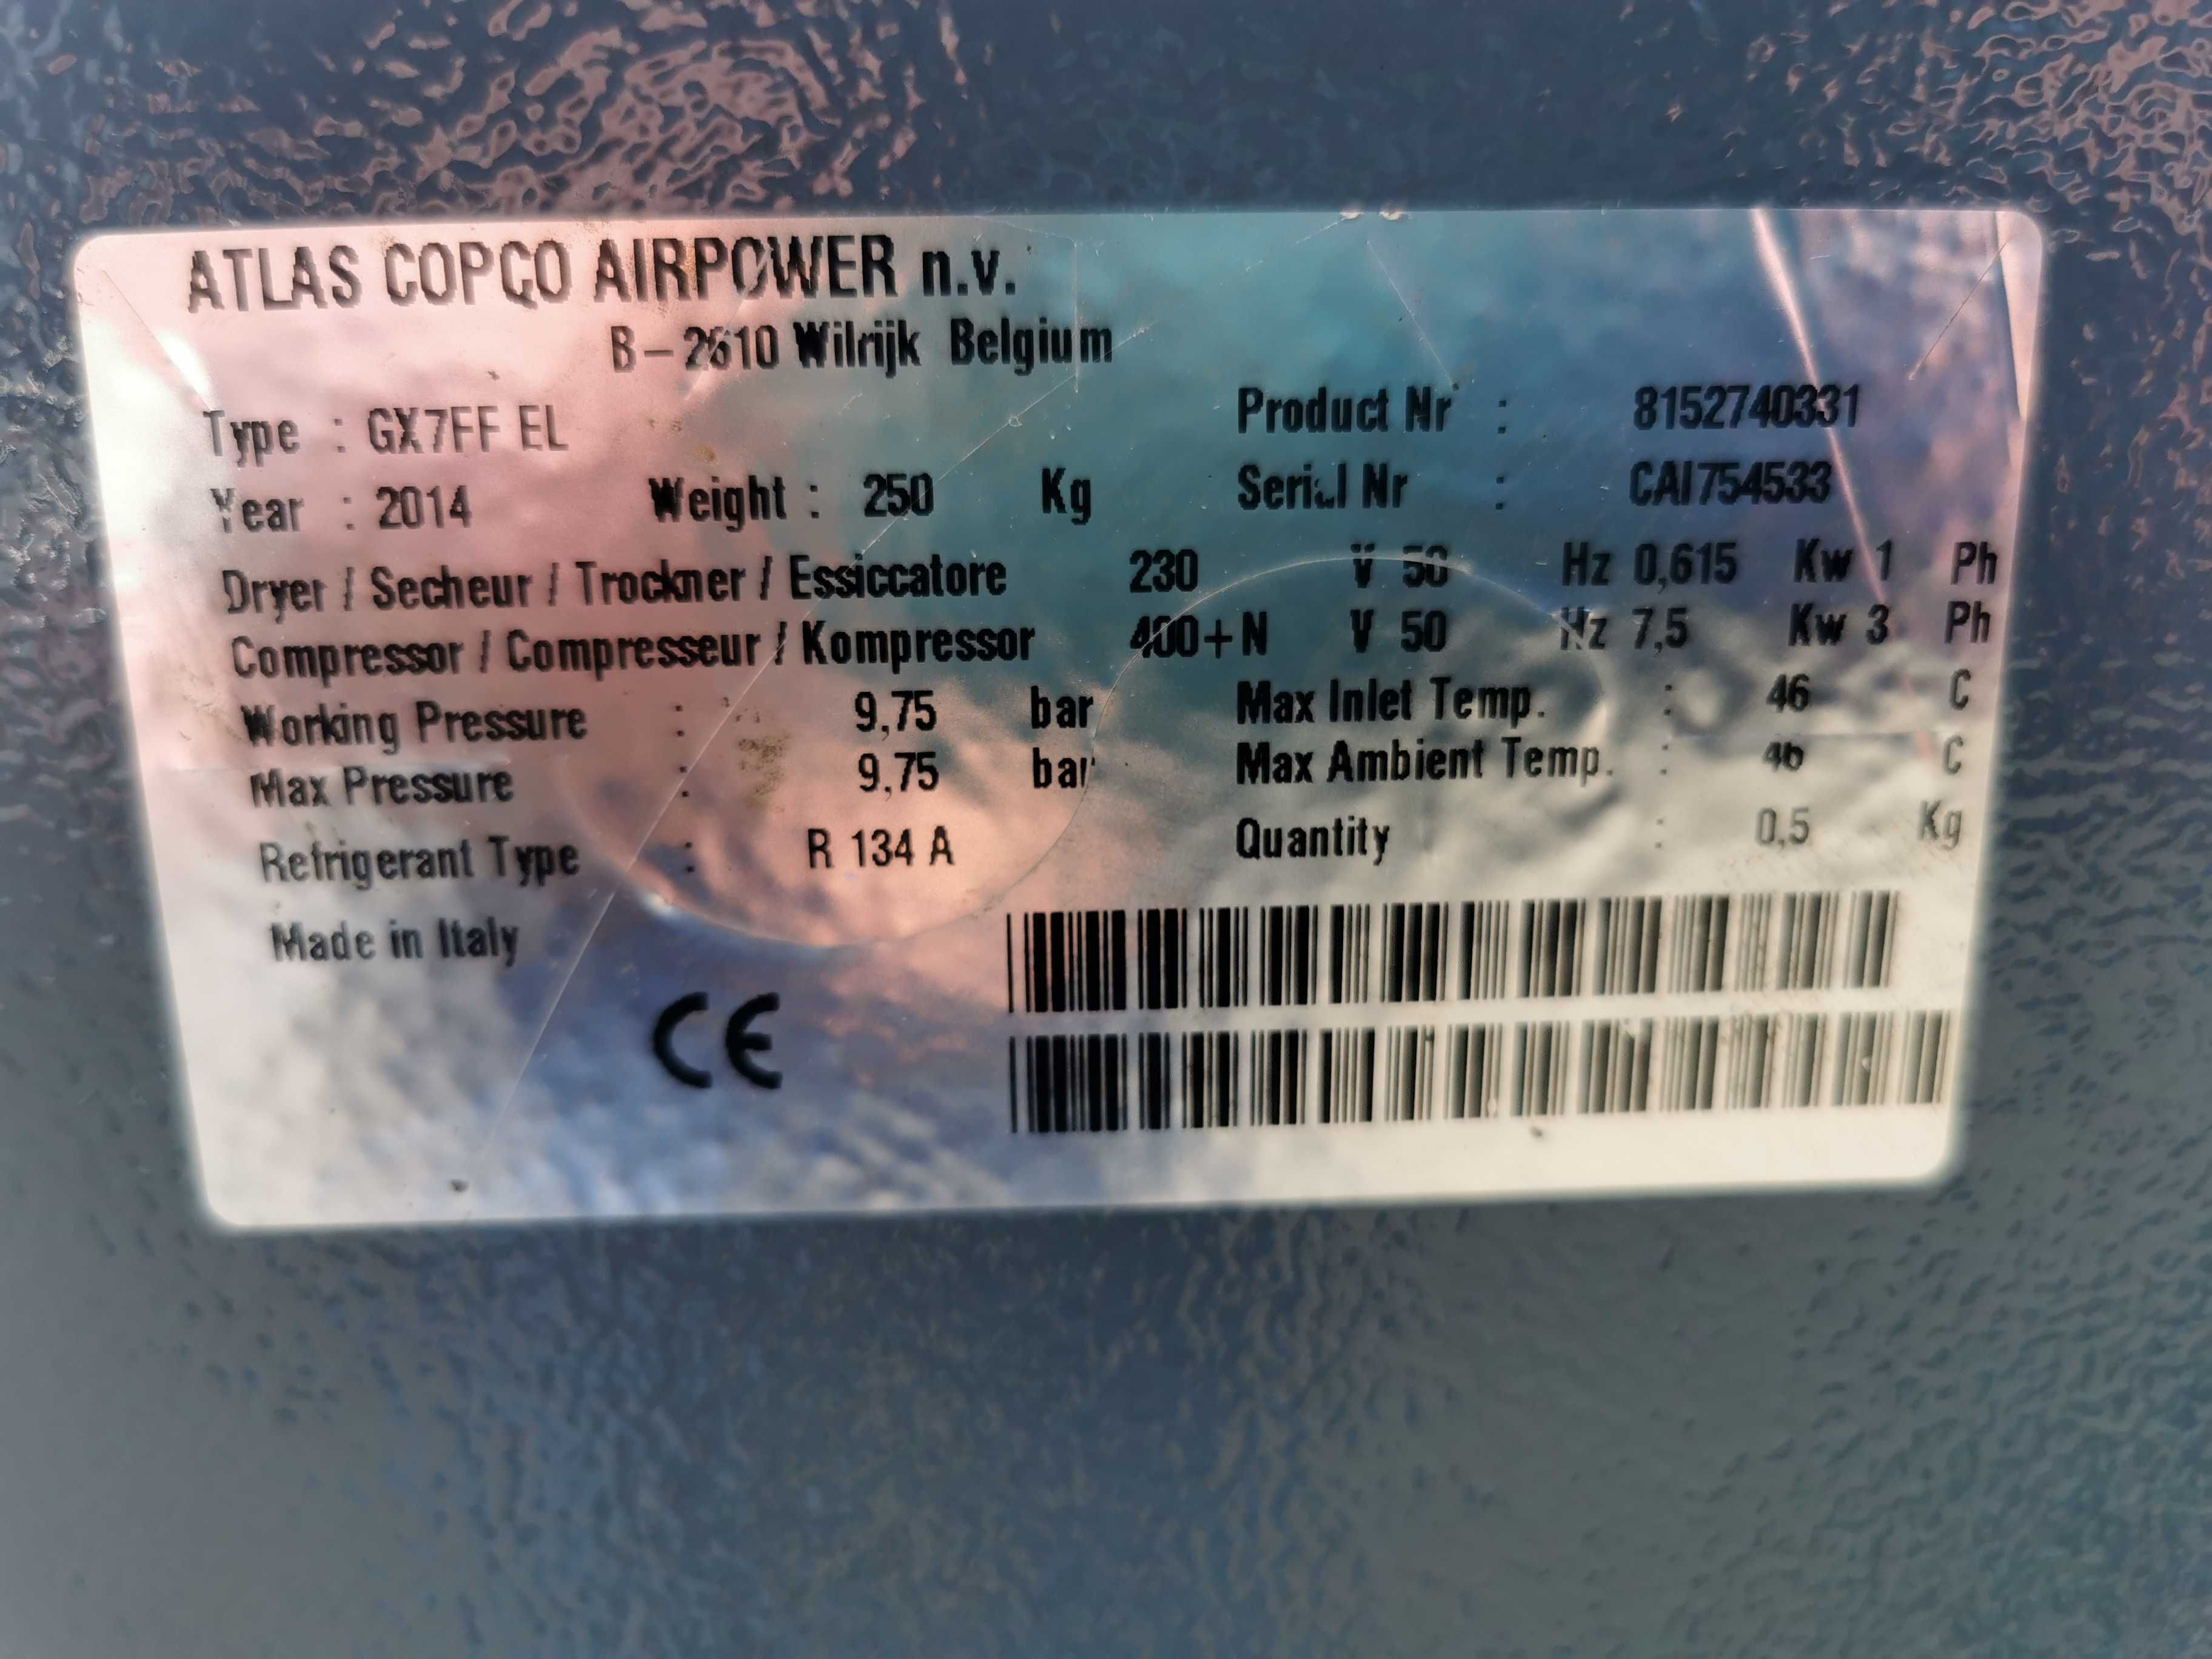 ATLAS COPCO AIRPOWER n.v.
B-2610 Wilrijk Belgium
Type : GX7FF EL
Product Nr : 8152740331
Year : 2014 Weight : 250 Kg
Serial Nr : CAI754533
Dryer / Secheur / Trockner / Essiccatore 230 V 50 Hz 0,615 Kw 1 Ph
Compressor / Compresseur / Kompressor 400+N V 50 Hz 7,5 Kw 3 Ph
Working Pressure : 9,75 bar Max Inlet Temp. : 46 C
Max Pressure : 9,75 bar Max Ambient Temp. : 46 C
Refrigerant Type : R 134 A Quantity : 0,5 Kg
Made in Italy
CE